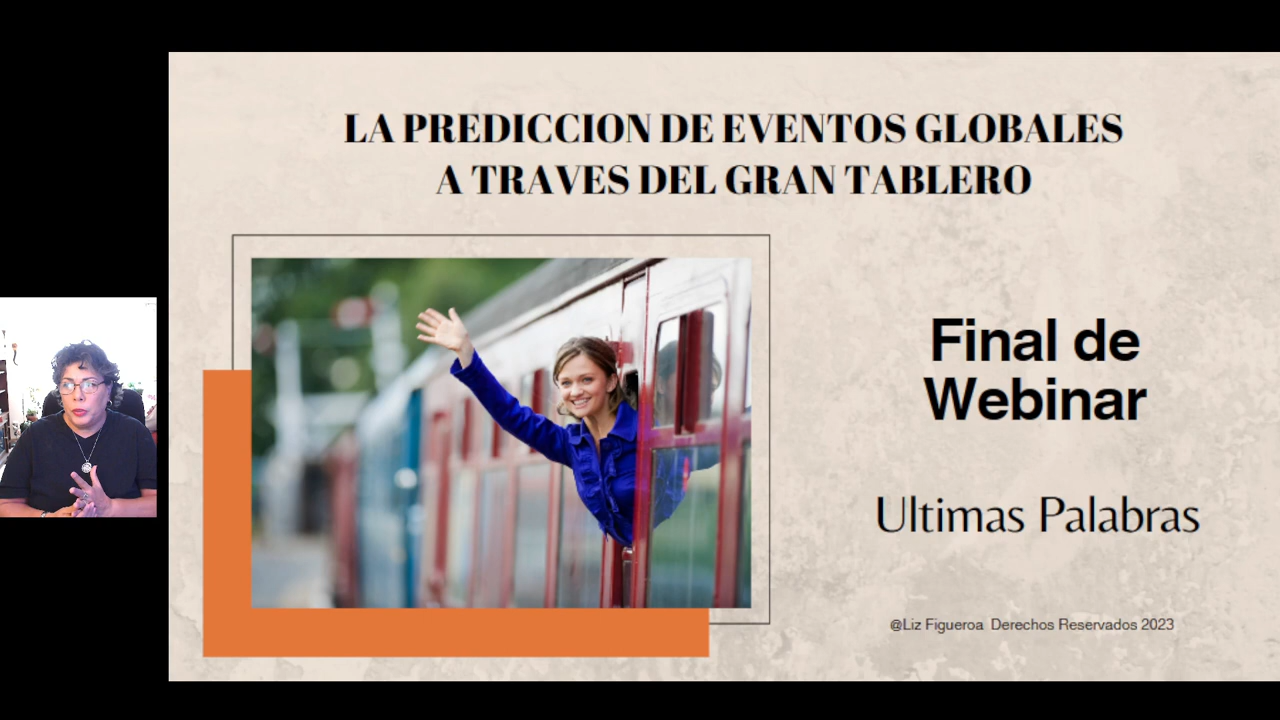 LA PREDICCION DE EVENTOS GLOBALES
A TRAVES DEL GRAN TABLERO
Final de
Webinar
Ultimas Palabras
@Liz Figueroa Derechos Reservados 2023